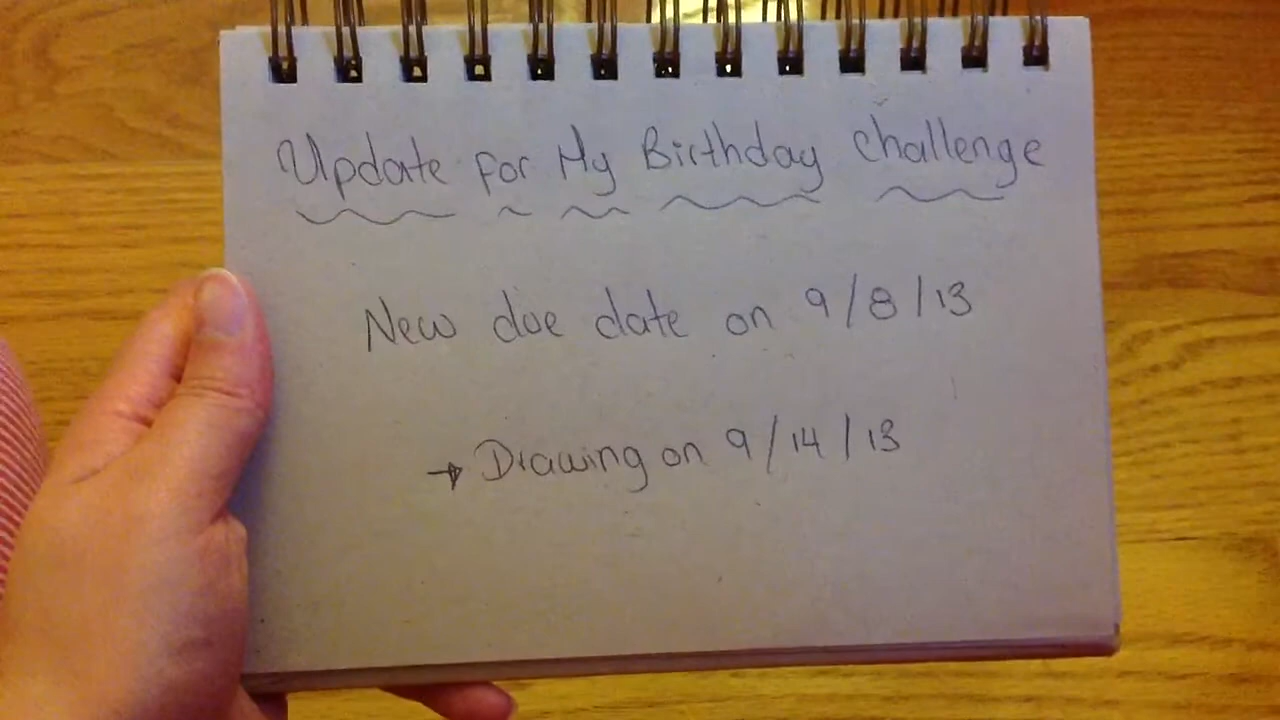 Update for My Birthday challenge
New due date on 9/8/13
→ Drawing on 9/14/13